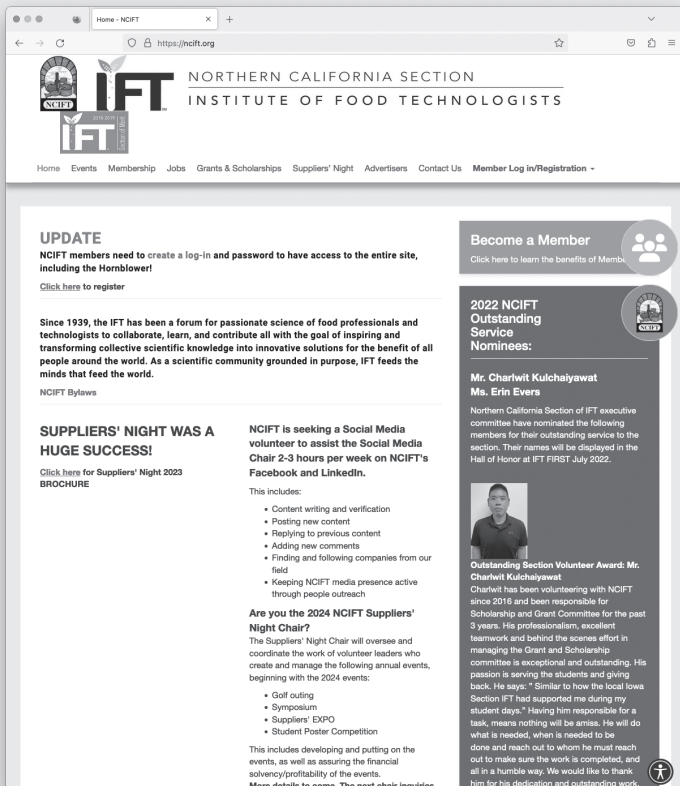 Home - NCIFT
https://ncift.org
NCIFT
IFT
NORTHERN CALIFORNIA SECTION
INSTITUTE OF FOOD TECHNOLOGISTS
2016-2019
IFT
Section of Merit
Home Events Membership Jobs Grants & Scholarships Suppliers' Night Advertisers Contact Us Member Log in/Registration
UPDATE
NCIFT members need to create a log-in and password to have access to the entire site,
including the Hornblower!
Click here to register
Since 1939, the IFT has been a forum for passionate science of food professionals and
technologists to collaborate, learn, and contribute all with the goal of inspiring and
transforming collective scientific knowledge into innovative solutions for the benefit of all
people around the world. As a scientific community grounded in purpose, IFT feeds the
minds that feed the world.
NCIFT Bylaws
SUPPLIERS' NIGHT WAS A
HUGE SUCCESS!
Click here for Suppliers' Night 2023
BROCHURE
NCIFT is seeking a Social Media
volunteer to assist the Social Media
Chair 2-3 hours per week on NCIFT's
Facebook and LinkedIn.
This includes:
• Content writing and verification
• Posting new content
• Replying to previous content
• Adding new comments
• Finding and following companies from our
field
• Keeping NCIFT media presence active
through people outreach
Are you the 2024 NCIFT Suppliers'
Night Chair?
The Suppliers' Night Chair will oversee and
coordinate the work of volunteer leaders who
create and manage the following annual events,
beginning with the 2024 events:
• Golf outing
• Symposium
• Suppliers' EXPO
• Student Poster Competition
This includes developing and putting on the
events, as well as assuring the financial
solvency/profitability of the events.
More details to come. The next chair inquiries
Become a Member
Click here to learn the benefits of Membe
2022 NCIFT
Outstanding
Service
Nominees:
NCIFT
Mr. Charlwit Kulchaiyawat
Ms. Erin Evers
Northern California Section of IFT executive
committee have nominated the following
members for their outstanding service to the
section. Their names will be displayed in the
Hall of Honor at IFT FIRST July 2022.
Outstanding Section Volunteer Award: Mr.
Charlwit Kulchaiyawat
Charlwit has been volunteering with NCIFT
since 2016 and been responsible for
Scholarship and Grant Committee for the past
3 years. His professionalism, excellent
teamwork and behind the scenes effort in
managing the Grant and Scholarship
committee is exceptional and outstanding. His
passion is serving the students and giving
back. He says: " Similar to how the local Iowa
Section IFT had supported me during my
student days." Having him responsible for a
task, means nothing will be amiss. He will do
what is needed, when is needed to be
done and reach out to whom he must reach
out to make sure the work is completed, and
all in a humble way. We would like to thank
him for his dedication and outstanding work.